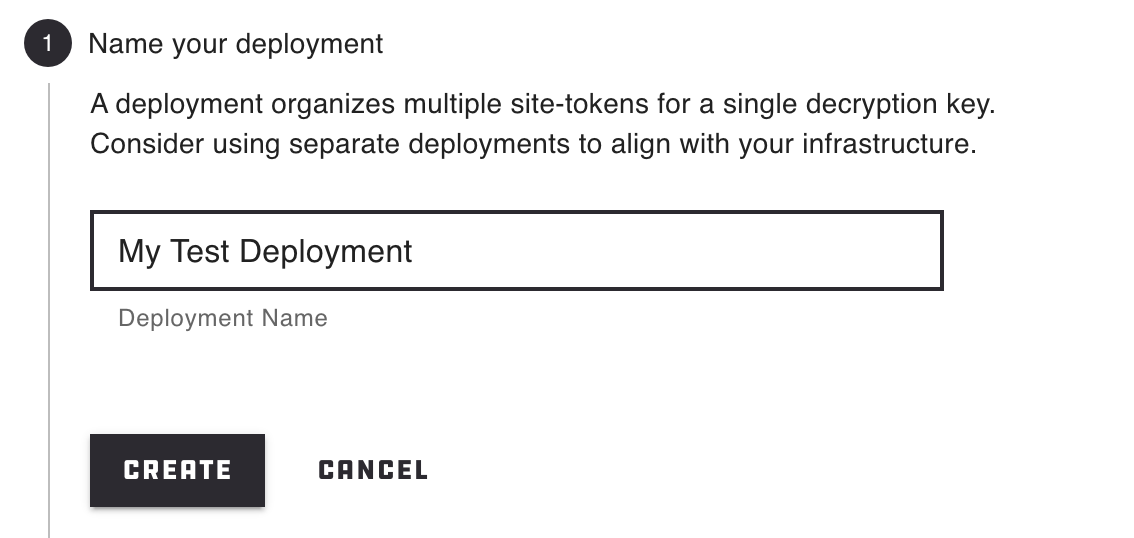 1 Name your deployment
A deployment organizes multiple site-tokens for a single decryption key.
Consider using separate deployments to align with your infrastructure.
My Test Deployment
Deployment Name
CREATE CANCEL